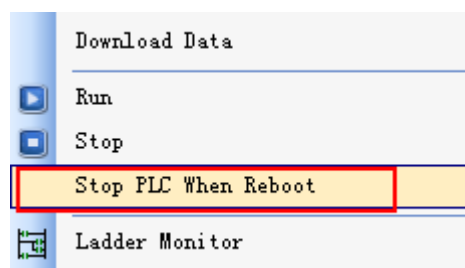 Download Data
Run
Stop
Stop PLC When Reboot
Ladder Monitor